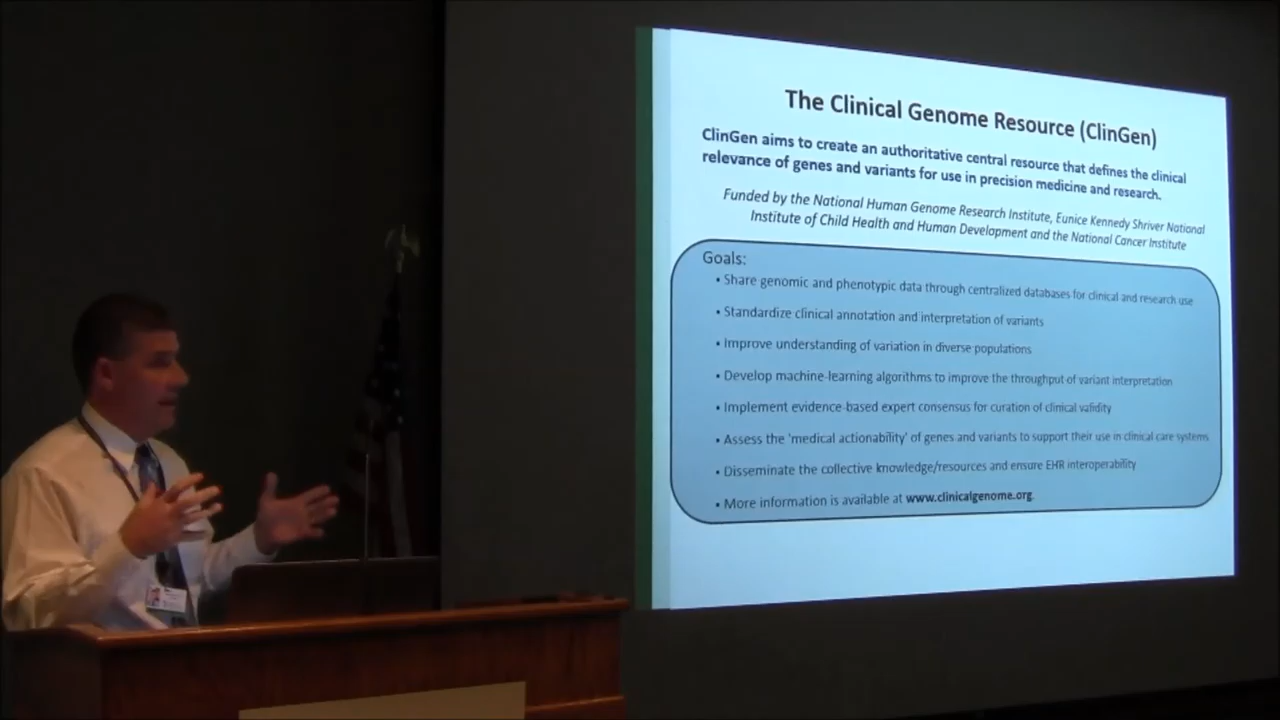 The Clinical Genome Resource (ClinGen)
ClinGen aims to create an authoritative central resource that defines the clinical
relevance of genes and variants for use in precision medicine and research.
Funded by the National Human Genome Research Institute, Eunice Kennedy Shriver National
Institute of Child Health and Human Development and the National Cancer Institute
Goals:
• Share genomic and phenotypic data through centralized databases for clinical and research use
• Standardize clinical annotation and interpretation of variants
• Improve understanding of variation in diverse populations
• Develop machine-learning algorithms to improve the throughput of variant interpretation
• Implement evidence-based expert consensus for curation of clinical validity
• Assess the 'medical actionability' of genes and variants to support their use in clinical care systems
• Disseminate the collective knowledge/resources and ensure EHR interoperability
• More information is available at www.clinicalgenome.org.